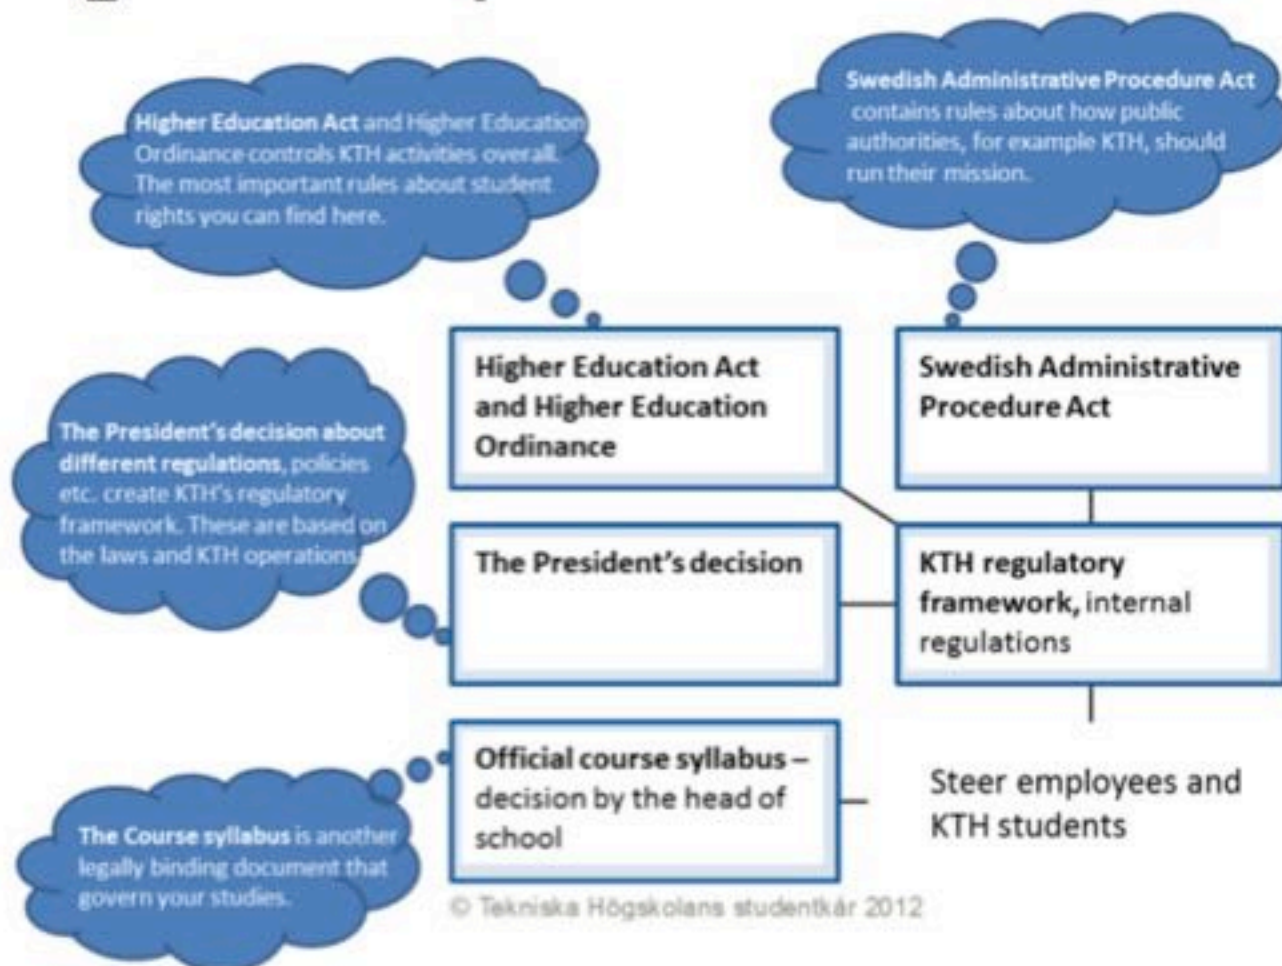 Higher Education Act and Higher Education
Ordinance controls KTH activities overall.
The most important rules about student
rights you can find here.
Swedish Administrative Procedure Act
contains rules about how public
authorities, for example KTH, should
run their mission.
Higher Education Act
and Higher Education
Ordinance
Swedish Administrative
Procedure Act
The President's decision about
different regulations, policies
etc. create KTH's regulatory
framework. These are based on
the laws and KTH operations.
The President's decision
KTH regulatory
framework, internal
regulations
Official course syllabus –
decision by the head of
school
Steer employees and
KTH students
The Course syllabus is another
legally binding document that
govern your studies.
© Tekniska Högskolans studentkår 2012